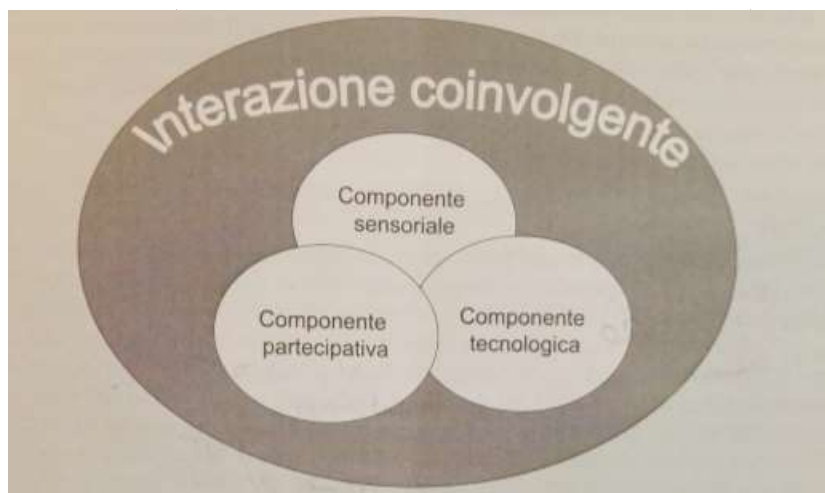 Interazione coinvolgente
Componente
sensoriale
Componente
partecipativa
Componente
tecnologica